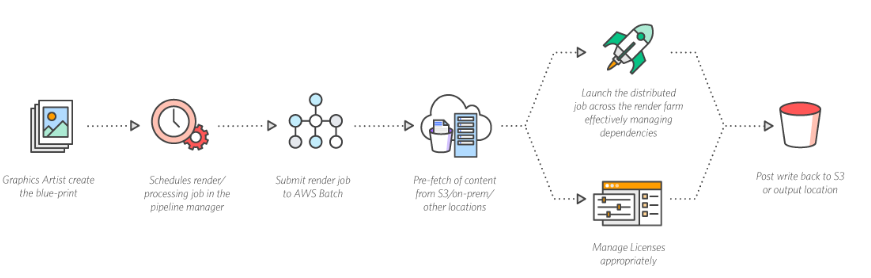 Graphics Artist create
the blue-print
Schedules render/
processing job in the
pipeline manager
Submit render job
to AWS Batch
Pre-fetch of content
from S3/on-prem/
other locations
Launch the distributed
job across the render farm
effectively managing
dependencies
Manage Licenses
appropriately
Post write back to S3
or output location